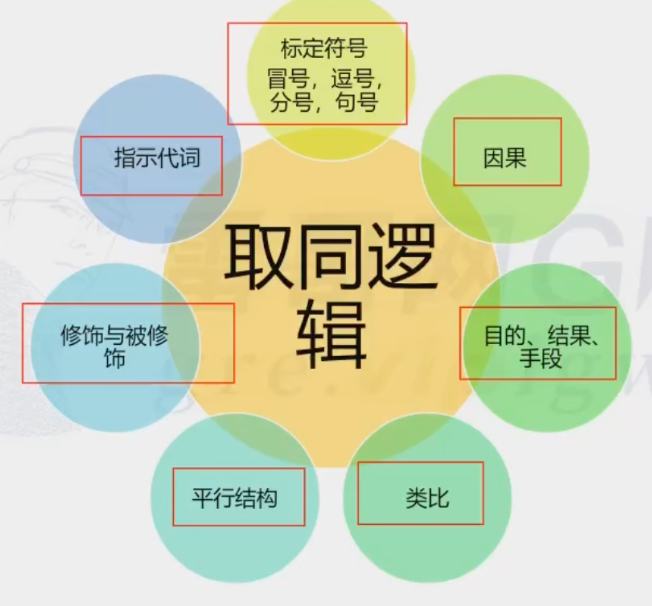 标定符号
冒号，逗号，
分号，句号
指示代词
因果
取同逻
辑
修饰与被修
饰
目的、结果、
手段
平行结构
类比